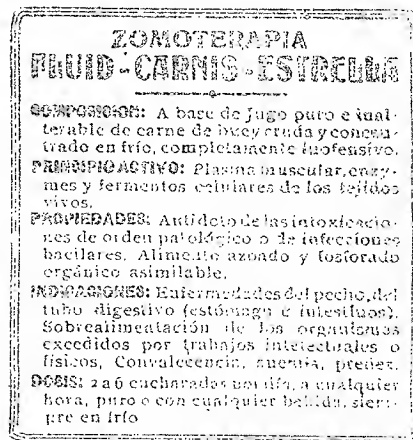 ZOMOTERAPIA
FLUID-CARNIS-ESTRELLA
COMPOSICION: A base de jugo puro e inal-
terable de carne de buey cruda y concen-
trado en frío, completamente inofensivo.
PRINCIPIO ACTIVO: Plasma muscular, enzy-
mes y fermentos celulares de los tejidos
vivos.
PROPIEDADES: Antídoto de las intoxicacio-
nes de orden patológico o de infecciones
bacilares. Alimento azoado y fosforado
orgánico asimilable.
INDICACIONES: Enfermedades del pecho, del
tubo digestivo (estómago e intestinos).
Sobrealimentación de los organismos
excedidos por trabajos intelectuales o
físicos, Convalecencia, anemia, preñez.
DOSIS: 2 a 6 cucharadas por día, a cualquier
hora, puro o con cualquier bebida, siem-
pre en frío